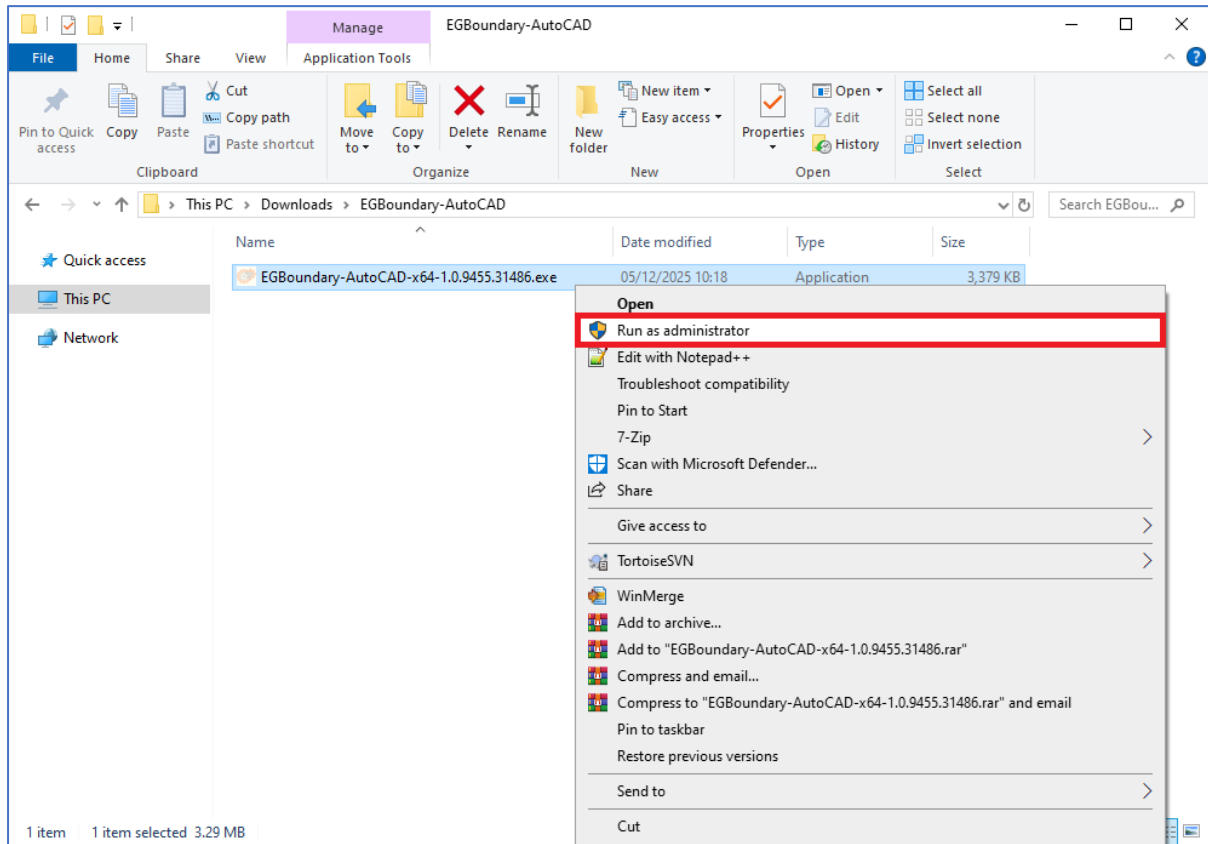 Manage
EGBoundary-AutoCAD
File
Home
Share
View
Application Tools
Pin to Quick access
Copy
Paste
Cut
Copy path
Paste shortcut
Clipboard
Move to
Copy to
Delete
Rename
Organize
New folder
New item
Easy access
New
Properties
Open
Edit
History
Open
Select all
Select none
Invert selection
Select
This PC > Downloads > EGBoundary-AutoCAD
Search EGBou...
Quick access
This PC
Network
Name
Date modified
Type
Size
EGBoundary-AutoCAD-x64-1.0.9455.31486.exe
05/12/2025 10:18
Application
3,379 KB
Open
Run as administrator
Edit with Notepad++
Troubleshoot compatibility
Pin to Start
7-Zip
Scan with Microsoft Defender...
Share
Give access to
TortoiseSVN
WinMerge
Add to archive...
Add to "EGBoundary-AutoCAD-x64-1.0.9455.31486.rar"
Compress and email...
Compress to "EGBoundary-AutoCAD-x64-1.0.9455.31486.rar" and email
Pin to taskbar
Restore previous versions
Send to
Cut
1 item
1 item selected 3.29 MB